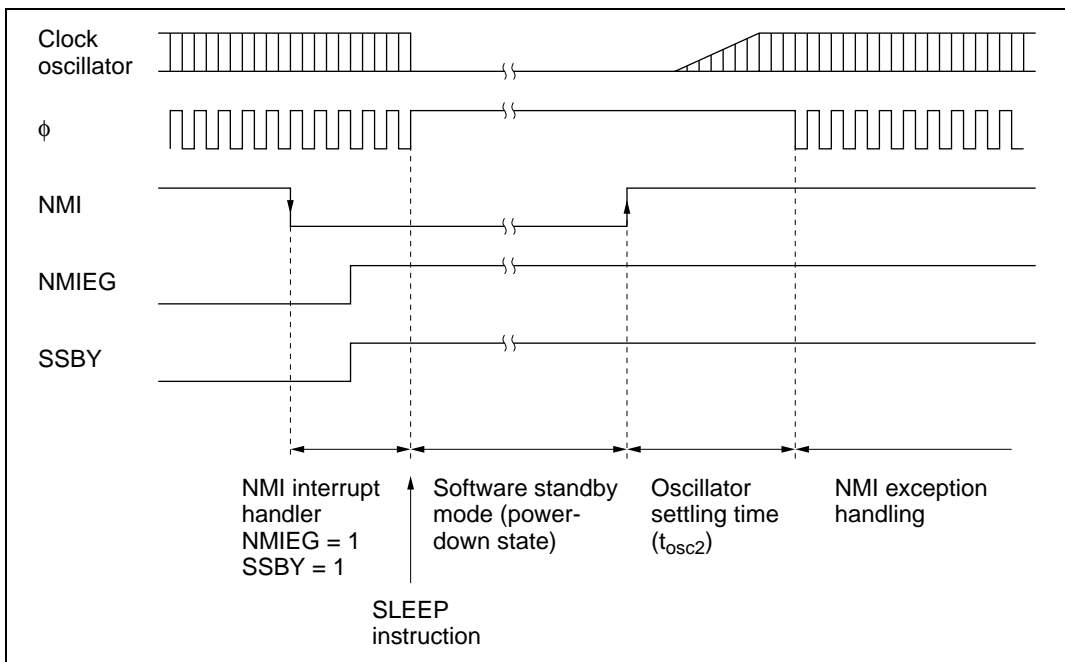 Clock
oscillator
φ
NMI
NMIEG
SSBY
NMI interrupt
handler
NMIEG = 1
SSBY = 1
Software standby
mode (power-
down state)
Oscillator
settling time
(tosc2)
NMI exception
handling
SLEEP
instruction